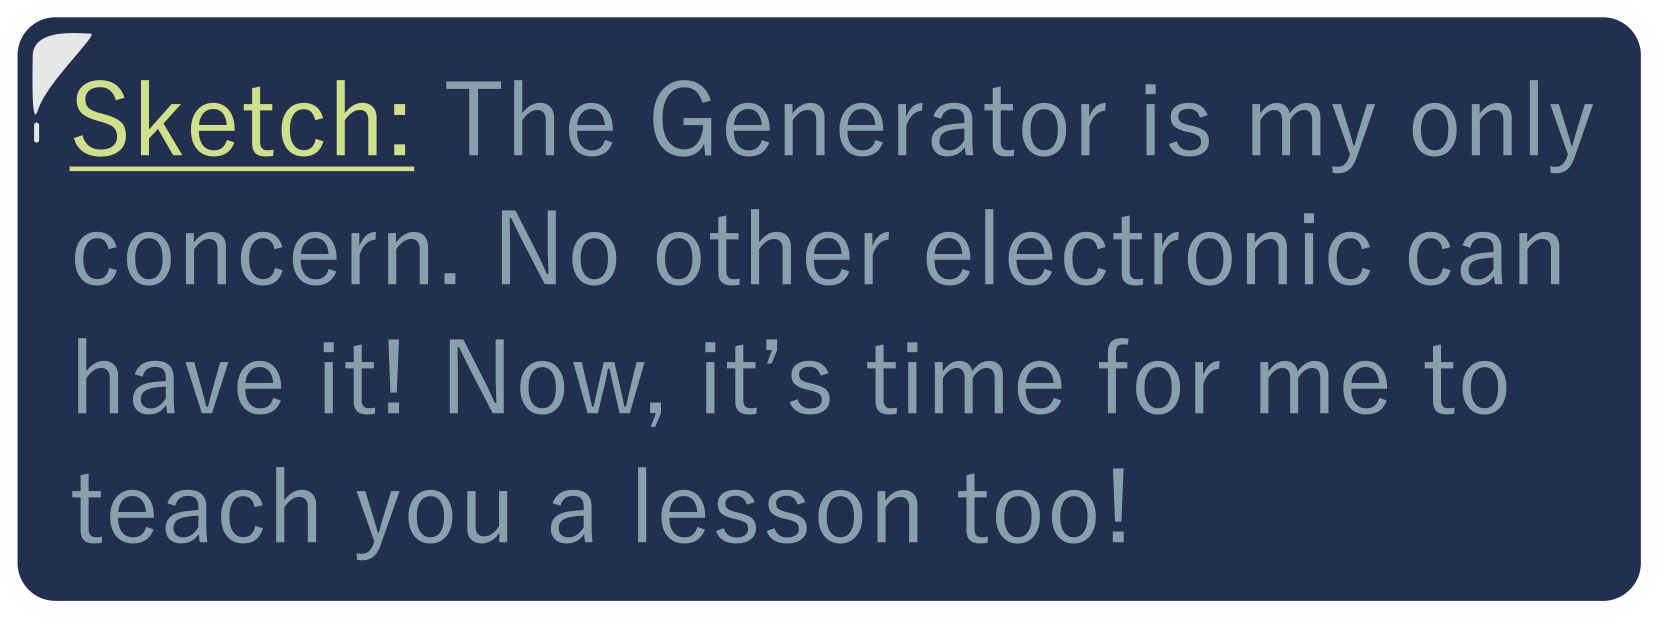 Sketch: The Generator is my only
concern. No other electronic can
have it! Now, it’s time for me to
teach you a lesson too!